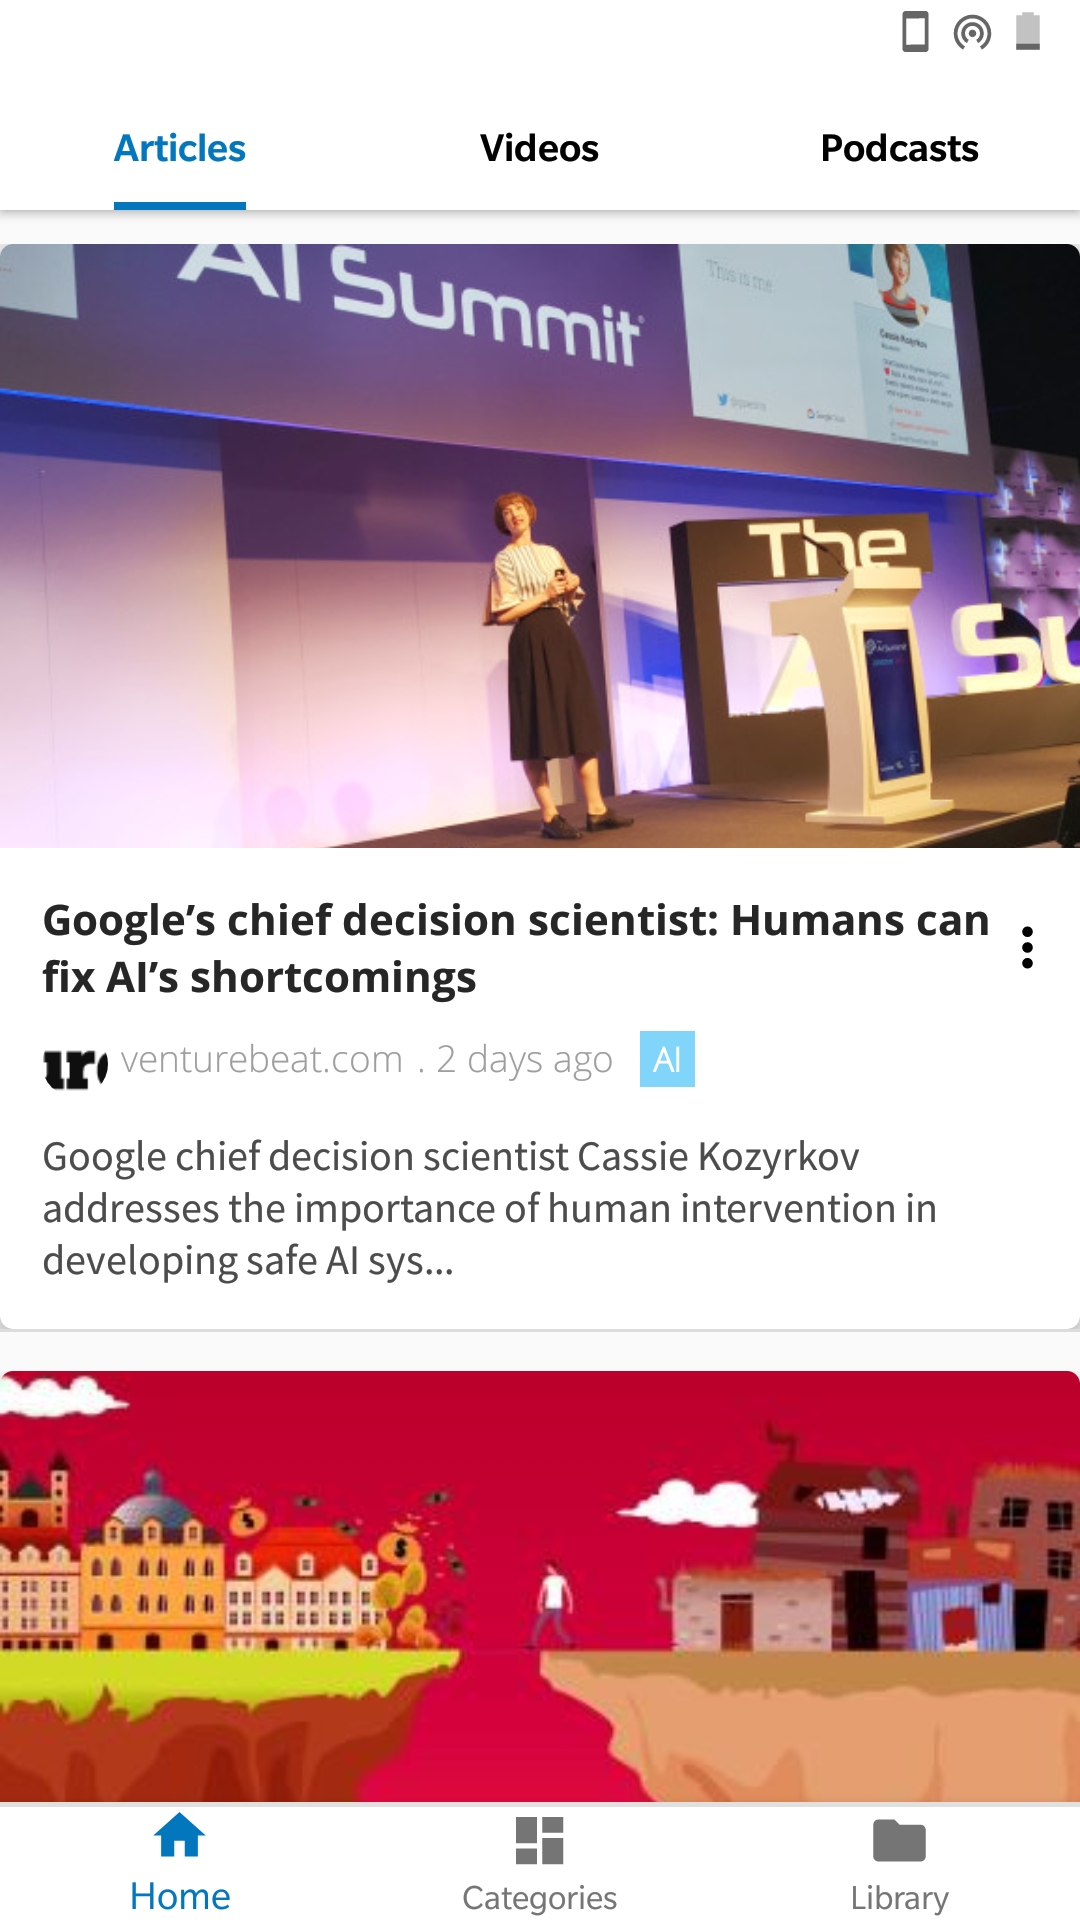 Articles
Videos
Podcasts
AI Summit
This is me.
Cassie Kozyrkov
The
AI Su
Google’s chief decision scientist: Humans can
fix AI’s shortcomings
venturebeat.com . 2 days ago
AI
Google chief decision scientist Cassie Kozyrkov
addresses the importance of human intervention in
developing safe AI sys...
$
$
Home
Categories
Library